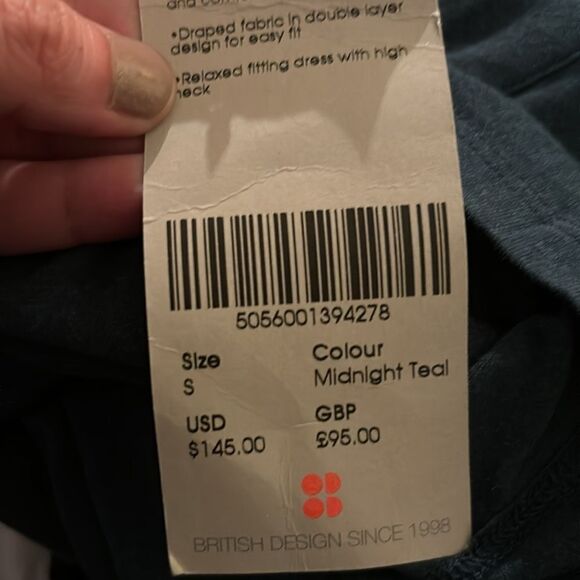 and
•Draped fabric in double layer
design for easy fit
•Relaxed fitting dress with high
neck
5056001394278
Size
S
Colour
Midnight Teal
USD
$145.00
GBP
£95.00
BRITISH DESIGN SINCE 1998